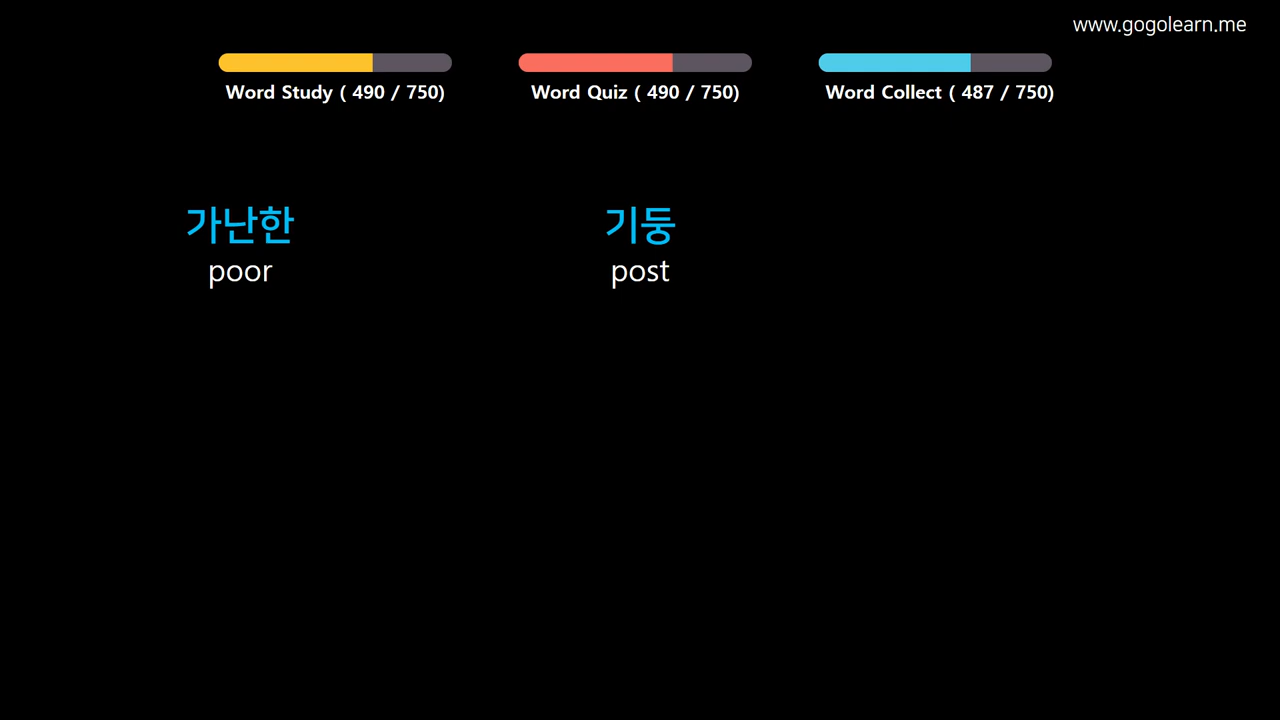 www.gogolearn.me
Word Study ( 490 / 750)
Word Quiz ( 490 / 750)
Word Collect ( 487 / 750)
가난한
poor
기둥
post